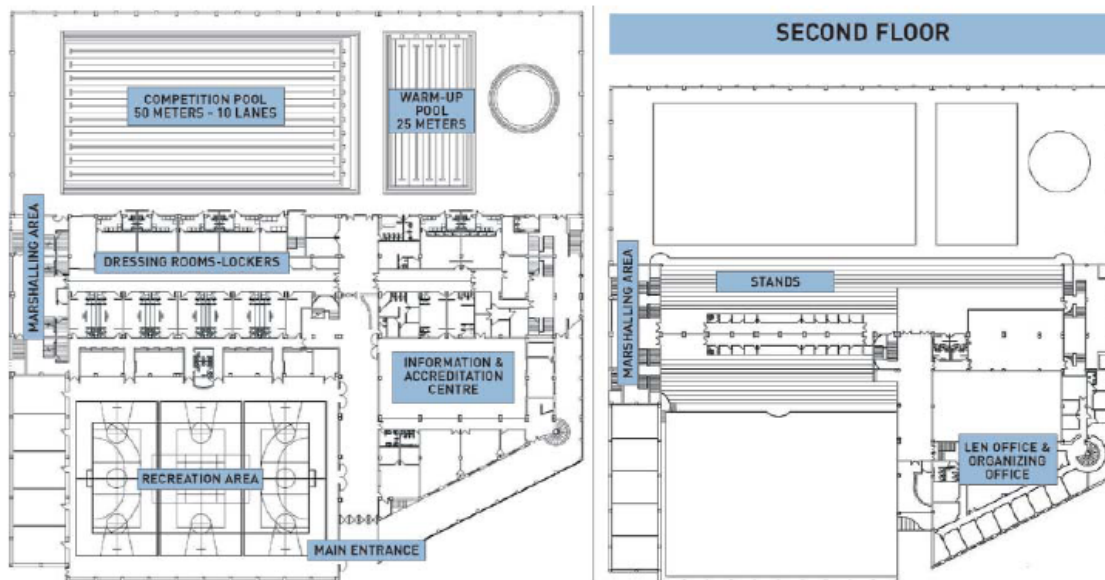 COMPETITION POOL
50 METERS - 10 LANES
WARM-UP
POOL
25 METERS
MARSHALLING AREA
DRESSING ROOMS-LOCKERS
INFORMATION &
ACCREDITATION
CENTRE
RECREATION AREA
MAIN ENTRANCE
SECOND FLOOR
MARSHALLING AREA
STANDS
LEN OFFICE &
ORGANIZING
OFFICE